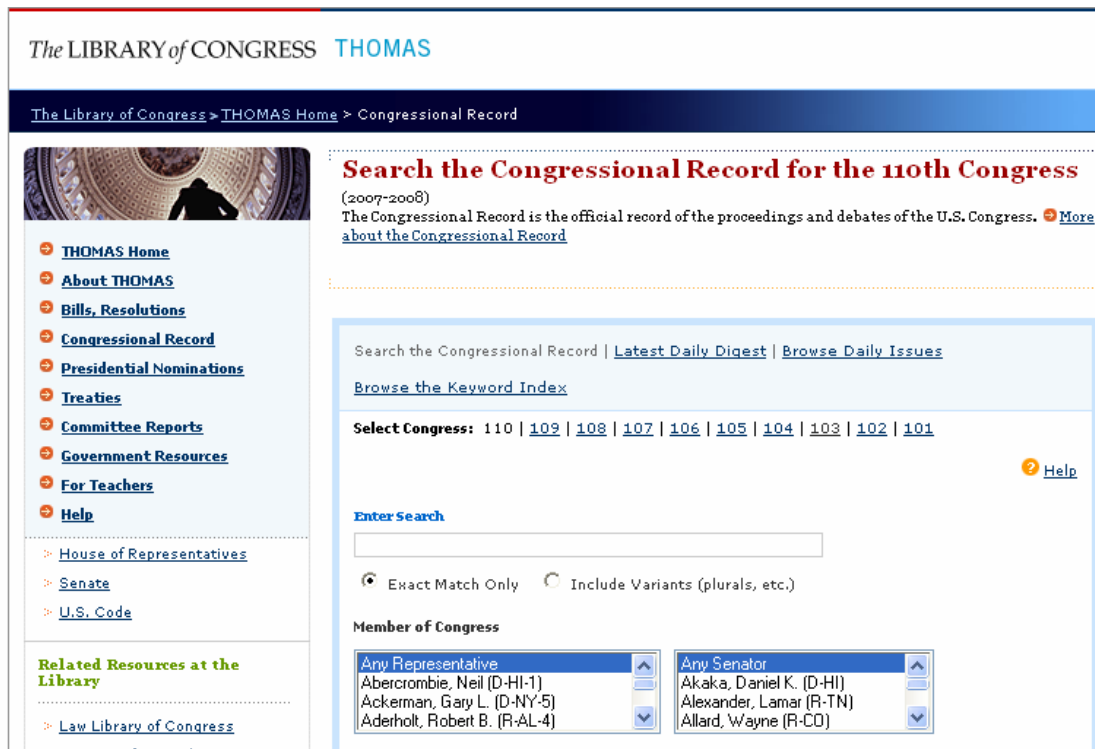 The LIBRARY of CONGRESS THOMAS
The Library of Congress > THOMAS Home > Congressional Record
THOMAS Home
About THOMAS
Bills, Resolutions
Congressional Record
Presidential Nominations
Treaties
Committee Reports
Government Resources
For Teachers
Help
House of Representatives
Senate
U.S. Code
Related Resources at the
Library
Law Library of Congress
Search the Congressional Record for the 110th Congress
(2007-2008)
The Congressional Record is the official record of the proceedings and debates of the U.S. Congress. More
about the Congressional Record
Search the Congressional Record | Latest Daily Digest | Browse Daily Issues
Browse the Keyword Index
Select Congress: 110 | 109 | 108 | 107 | 106 | 105 | 104 | 103 | 102 | 101
? Help
Enter Search
Exact Match Only Include Variants (plurals, etc.)
Member of Congress
Any Representative
Abercrombie, Neil (D-HI-1)
Ackerman, Gary L. (D-NY-5)
Aderholt, Robert B. (R-AL-4)
Any Senator
Akaka, Daniel K. (D-HI)
Alexander, Lamar (R-TN)
Allard, Wayne (R-CO)